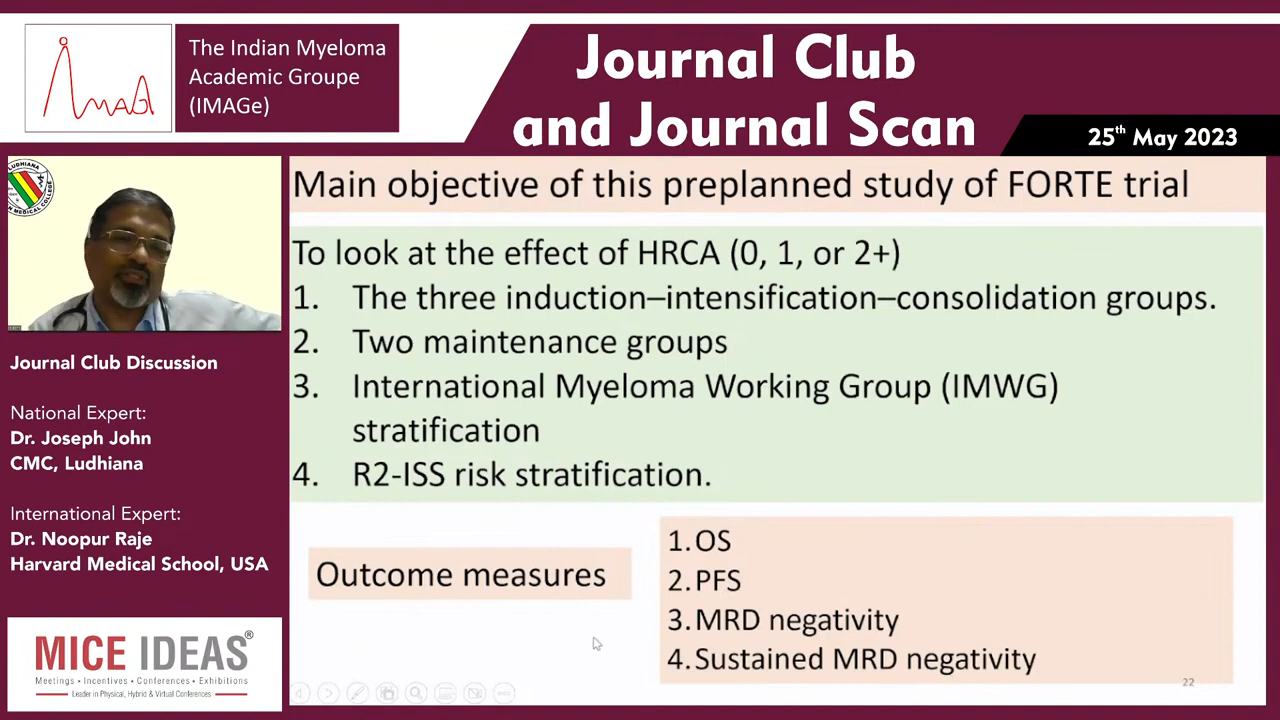 ımAG
The Indian Myeloma
Academic Groupe
(IMAGe)
Journal Club
and Journal Scan
25th May 2023
LUDHIANA
MEDICAL COLLEGE
Journal Club Discussion
National Expert:
Dr. Joseph John
CMC, Ludhiana
International Expert:
Dr. Noopur Raje
Harvard Medical School, USA
MICE IDEAS®
Meetings • Incentives • Conferences • Exhibitions
Leader in Physical, Hybrid & Virtual Conferences
Main objective of this preplanned study of FORTE trial
To look at the effect of HRCA (0, 1, or 2+)
1. The three induction–intensification–consolidation groups.
2. Two maintenance groups
3. International Myeloma Working Group (IMWG)
stratification
4. R2-ISS risk stratification.
Outcome measures
1. OS
2. PFS
3. MRD negativity
4. Sustained MRD negativity
22